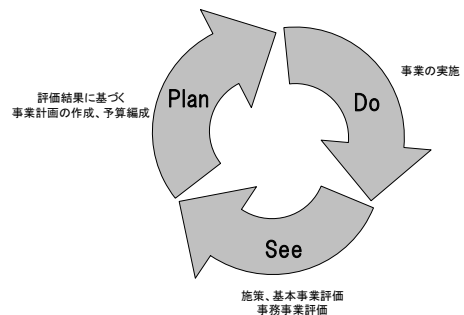 評価結果に基づく
事業計画の作成、予算編成
Plan
Do
事業の実施
See
施策、基本事業評価
事務事業評価